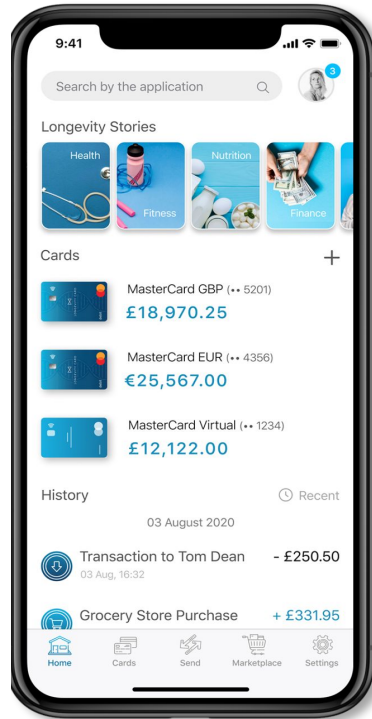 9:41
3
Search by the application
Longevity Stories
Health
Fitness
Nutrition
Finance
Cards
MasterCard GBP (•• 5201)
£18,970.25
MasterCard EUR (•• 4356)
€25,567.00
MasterCard Virtual (•• 1234)
£12,122.00
History
Recent
03 August 2020
Transaction to Tom Dean - £250.50
03 Aug, 16:32
Grocery Store Purchase + £331.95
Home Cards Send Marketplace Settings